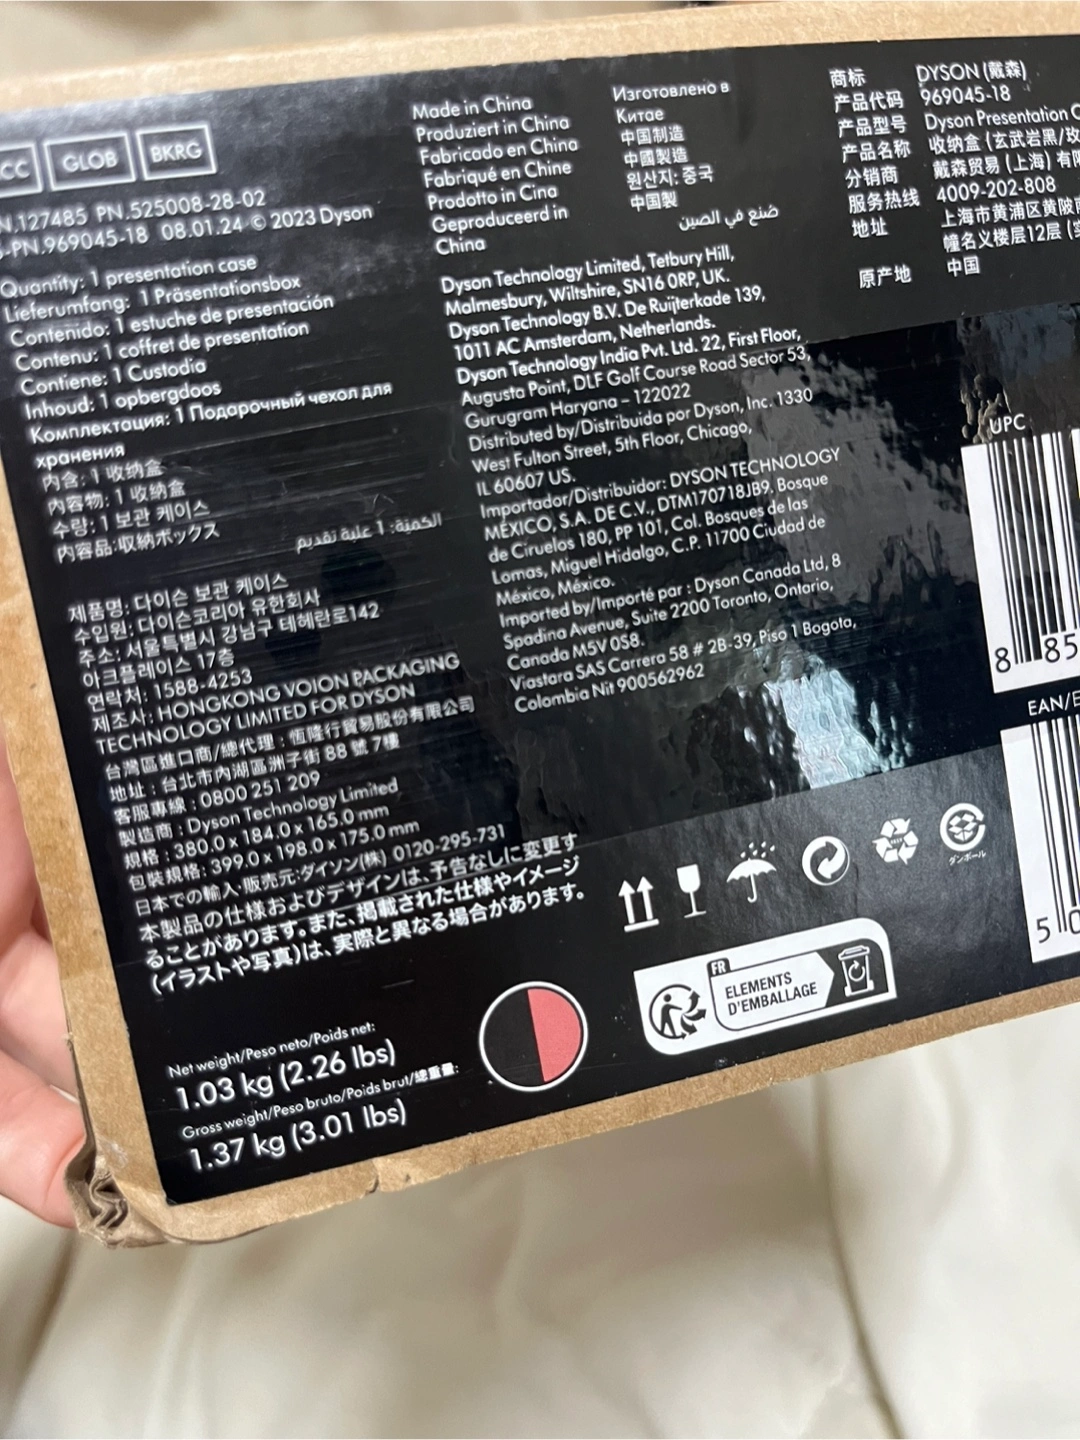 CC GLOB BKRG
N.127485 PN.525008-28-02
-PN.969045-18 08.01.24 © 2023 Dyson
Quantity: 1 presentation case
Lieferumfang: 1 Präsentationsbox
Contenido: 1 estuche de presentación
Contenu: 1 coffret de presentation
Contiene: 1 Custodia
Inhoud: 1 opbergdoos
Комплектация: 1 Подарочный чехол для
хранения
内含: 1 收纳盒
內容物: 1 收納盒
수량: 1 보관 케이스
内容品:収納ボックス
الكمية: 1 علبة تقديم
제품명: 다이슨 보관 케이스
수입원: 다이슨코리아 유한회사
주소: 서울특별시 강남구 테헤란로142
아크플레이스 17층
연락처: 1588-4253
제조사: HONGKONG VOION PACKAGING
TECHNOLOGY LIMITED FOR DYSON
台灣區進口商/總代理 : 恆隆行貿易股份有限公司
地址 : 台北市內湖區洲子街 88 號 7樓
客服專線 : 0800 251 209
製造商 : Dyson Technology Limited
規格 : 380.0 x 184.0 x 165.0 mm
包裝規格: 399.0 x 198.0 x 175.0 mm
日本での輸入・販売元:ダイソン(株) 0120-295-731
本製品の仕様およびデザインは、予告なしに変更す
ることがあります。また、掲載された仕様やイメージ
(イラストや写真)は、実際と異なる場合があります。
Net weight/Peso neto/Poids net:
1.03 kg (2.26 lbs)
Gross weight/Peso bruto/Poids brut/總重量:
1.37 kg (3.01 lbs)
Made in China
Produziert in China
Fabricado en China
Fabriqué en Chine
Prodotto in Cina
Geproduceerd in
China
Изготовлено в
Китае
中国制造
中國製造
원산지: 중국
中国製
صُنع في الصين
Dyson Technology Limited, Tetbury Hill,
Malmesbury, Wiltshire, SN16 0RP, UK.
Dyson Technology B.V. De Ruijterkade 139,
1011 AC Amsterdam, Netherlands.
Dyson Technology India Pvt. Ltd. 22, First Floor,
Augusta Point, DLF Golf Course Road Sector 53,
Gurugram Haryana – 122022
Distributed by/Distribuida por Dyson, Inc. 1330
West Fulton Street, 5th Floor, Chicago,
IL 60607 US.
Importador/Distribuidor: DYSON TECHNOLOGY
MÉXICO, S.A. DE C.V., DTM170718JB9, Bosque
de Ciruelos 180, PP 101, Col. Bosques de las
Lomas, Miguel Hidalgo, C.P. 11700 Ciudad de
México, México.
Imported by/Importé par : Dyson Canada Ltd, 8
Spadina Avenue, Suite 2200 Toronto, Ontario,
Canada M5V 0S8.
Viastara SAS Carrera 58 # 2B-39, Piso 1 Bogota,
Colombia Nit 900562962
商标 DYSON (戴森)
产品代码 969045-18
产品型号 Dyson Presentation C
产品名称 收纳盒 (玄武岩黑/玫
分销商 戴森贸易 (上海) 有限
服务热线 4009-202-808
地址 上海市黄浦区黄陂南
幢名义楼层12层 (实
原产地 中国
UPC
8 85
EAN/E
5 0
ダンボール
FR
ELEMENTS
D'EMBALLAGE